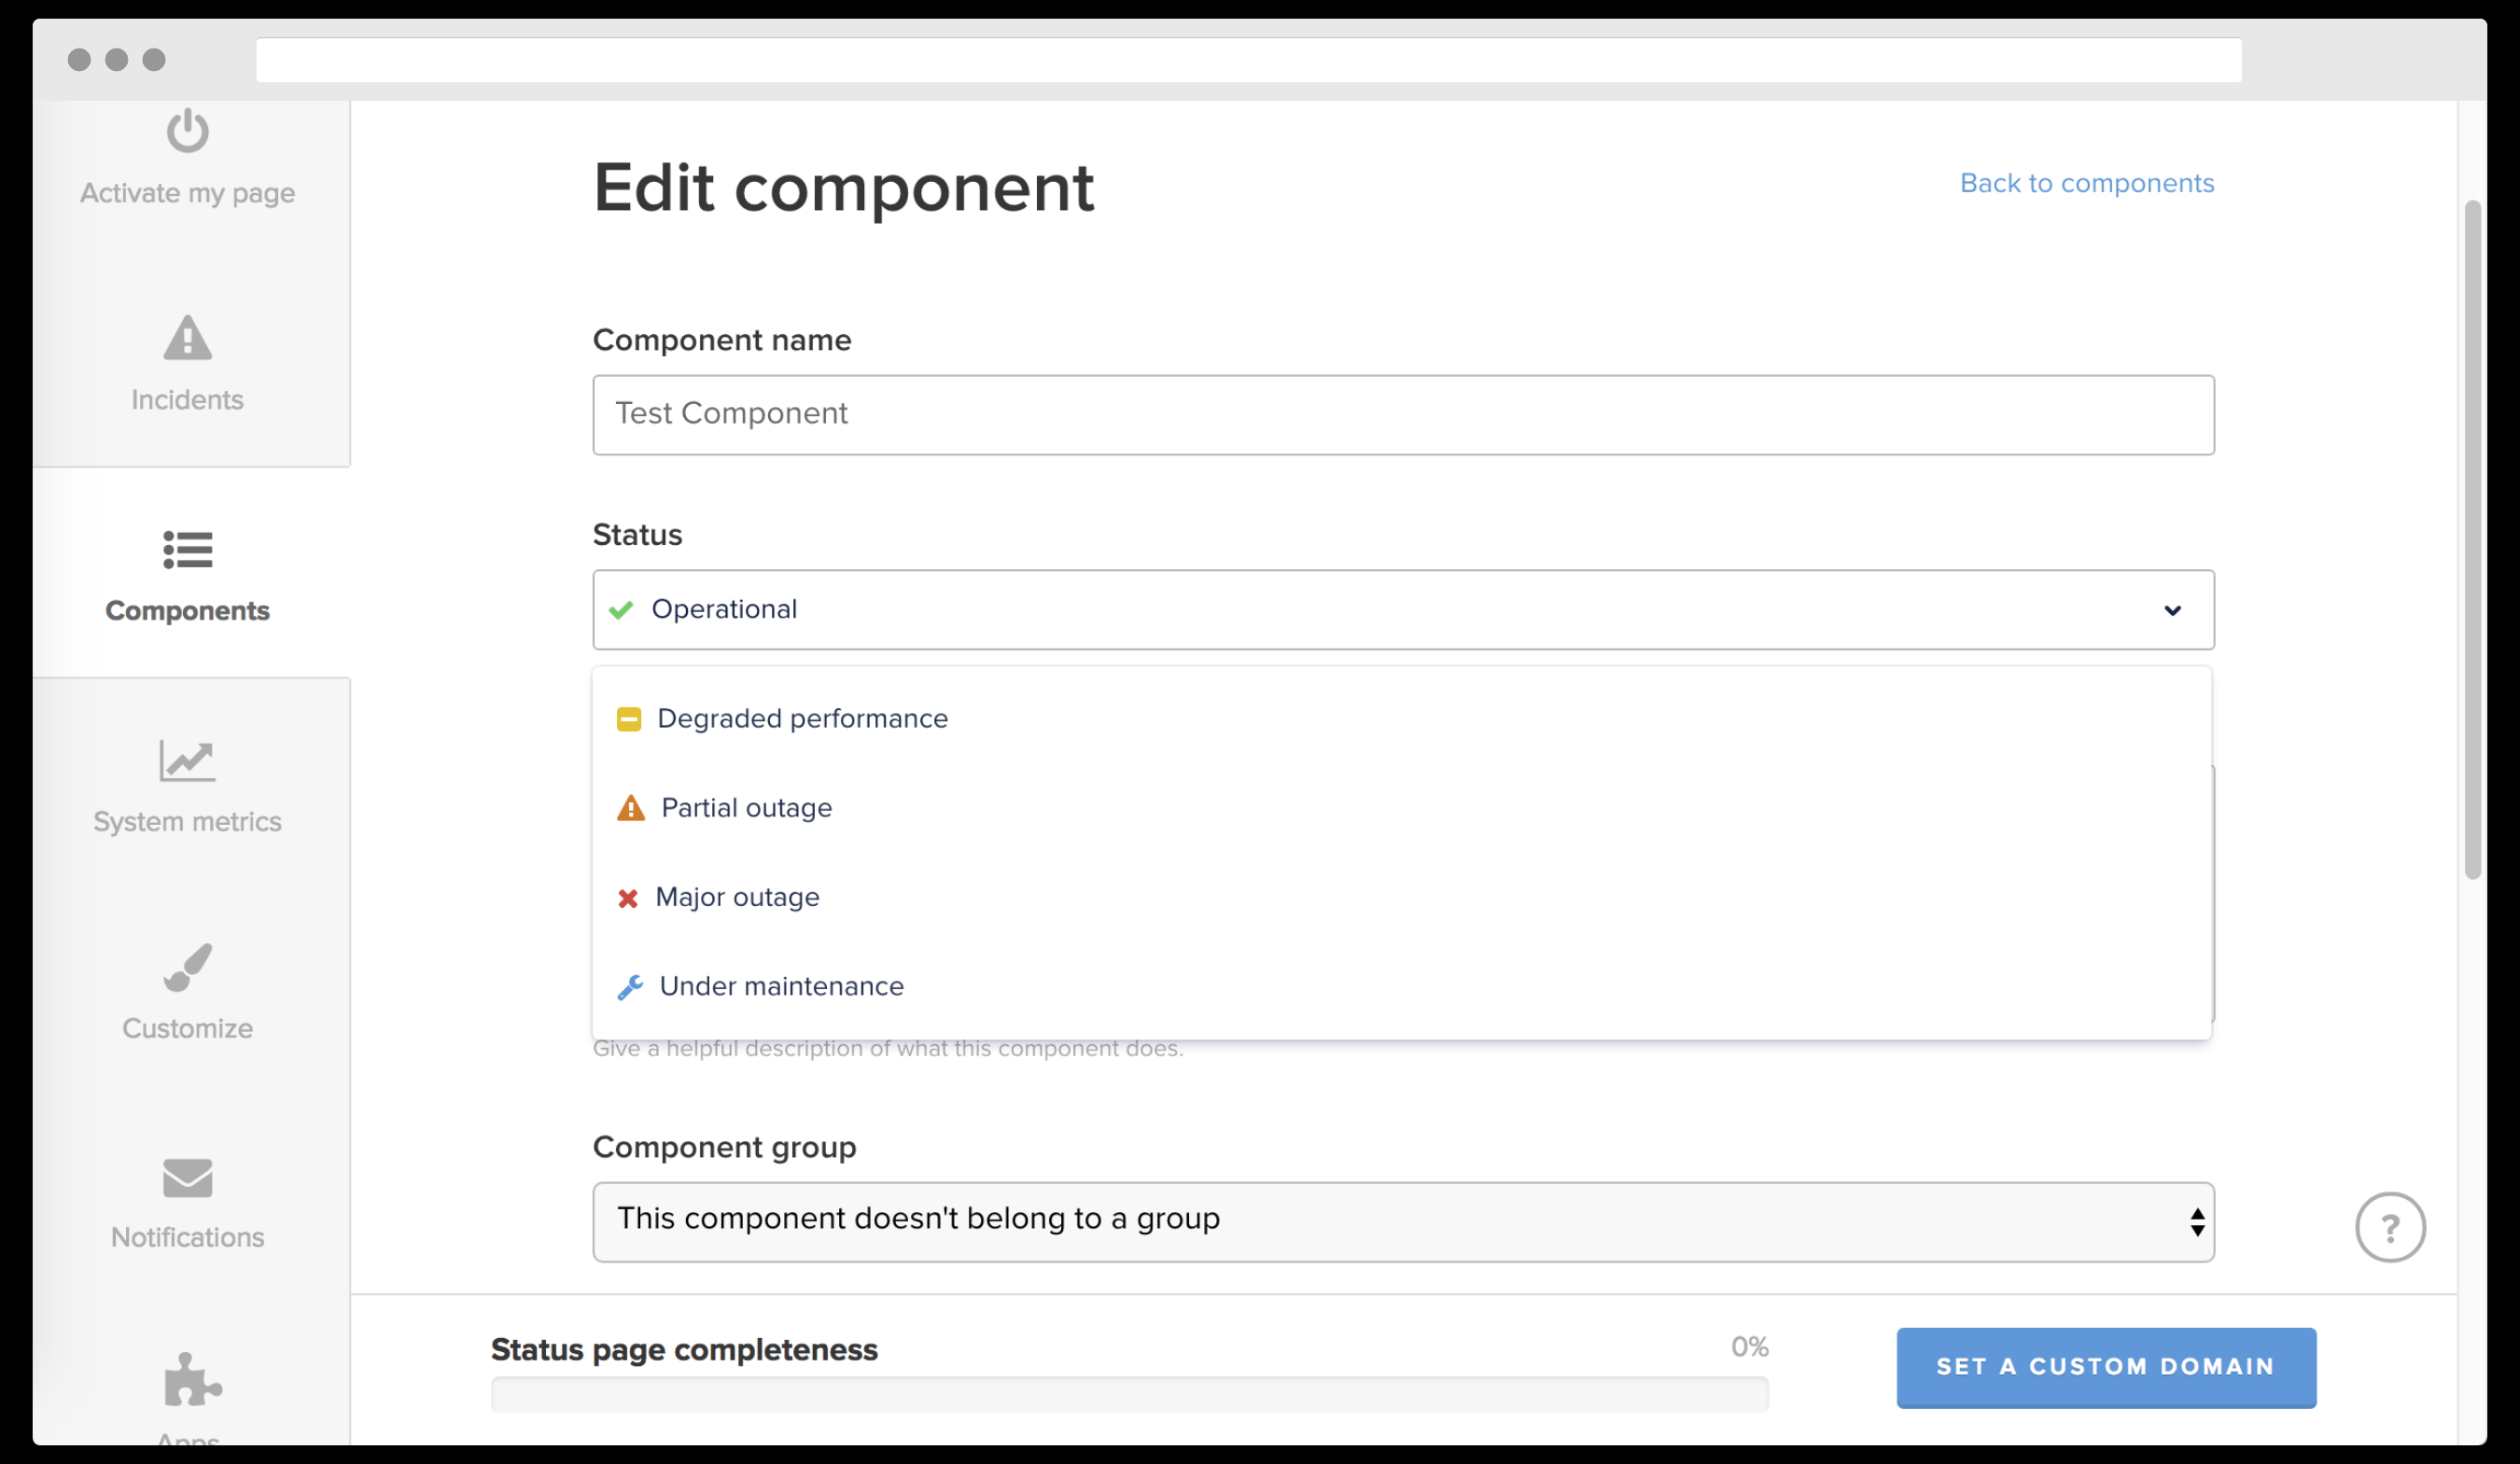 Activate my page
Incidents
Components
System metrics
Customize
Notifications
Apps
Edit component
Back to components
Component name
Test Component
Status
Operational
Degraded performance
Partial outage
Major outage
Under maintenance
Give a helpful description of what this component does.
Component group
This component doesn't belong to a group
?
Status page completeness
0%
SET A CUSTOM DOMAIN